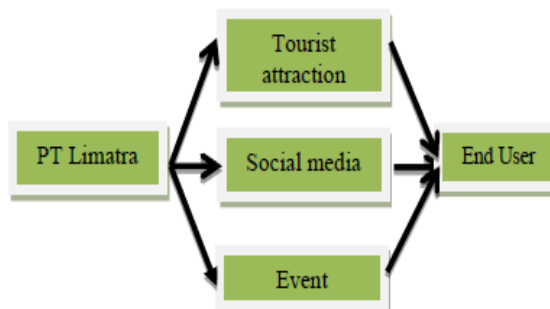 Tourist
attraction
PT Limatra
Social media
End User
Event